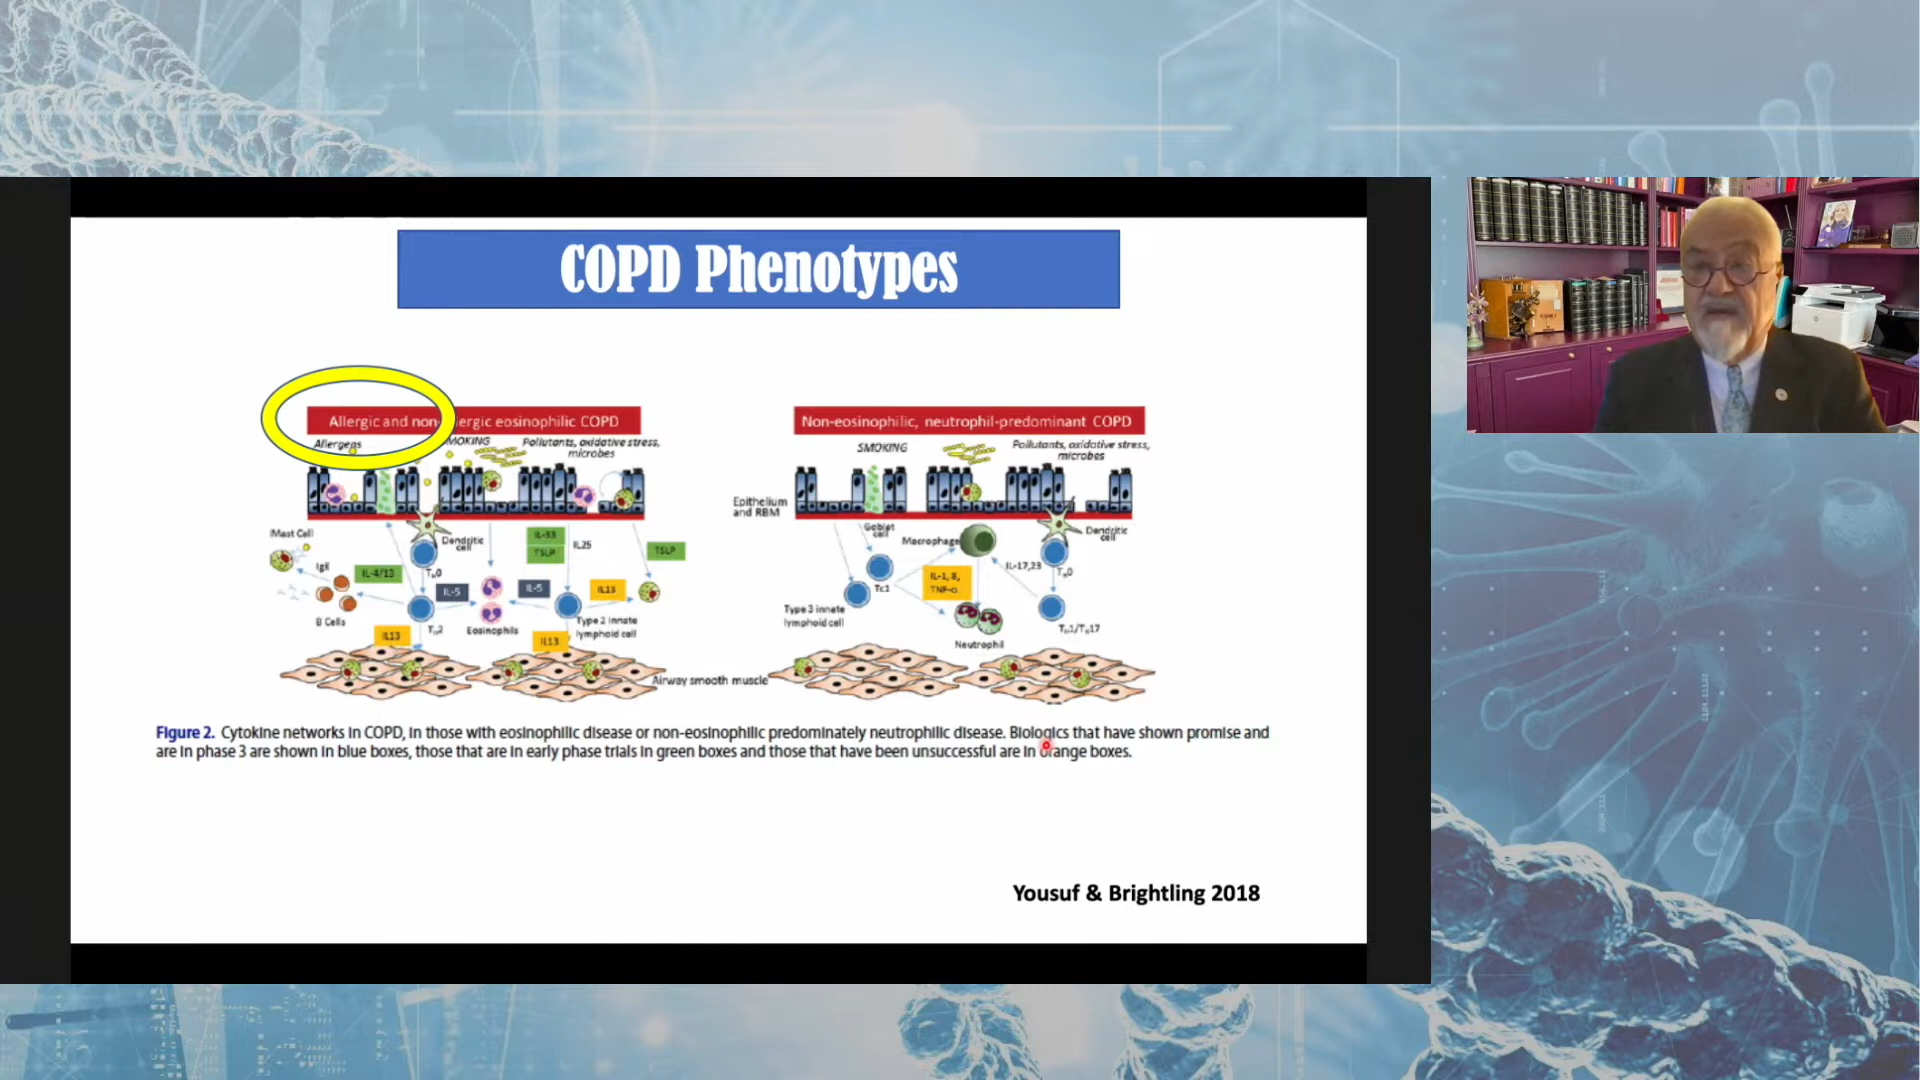 COPD Phenotypes
Allergic and non-
lergic eosinophilic COPD
Allergens
MOKING
Pollutants, oxidative stress,
microbes
Mast Cell
IgE
B Cells
IL-4/13
Dendritic
cell
TH0
IL-5
TH2
IL13
Eosinophils
IL-33
TSLP
IL25
IL-5
IL13
TSLP
Type 2 innate
lymphoid cell
IL13
Airway smooth muscle
Non-eosinophilic, neutrophil-predominant COPD
SMOKING
Pollutants, oxidative stress,
microbes
Epithelium
and RBM
Goblet
cell
Macrophage
Dendritic
cell
Tc1
IL-1, 8,
TNF-α
IL-17,23
TH0
Type 3 innate
lymphoid cell
Neutrophil
TH1/TH17
Figure 2. Cytokine networks in COPD, in those with eosinophilic disease or non-eosinophilic predominately neutrophilic disease. Biologics that have shown promise and
are in phase 3 are shown in blue boxes, those that are in early phase trials in green boxes and those that have been unsuccessful are in orange boxes.
Yousuf & Brightling 2018